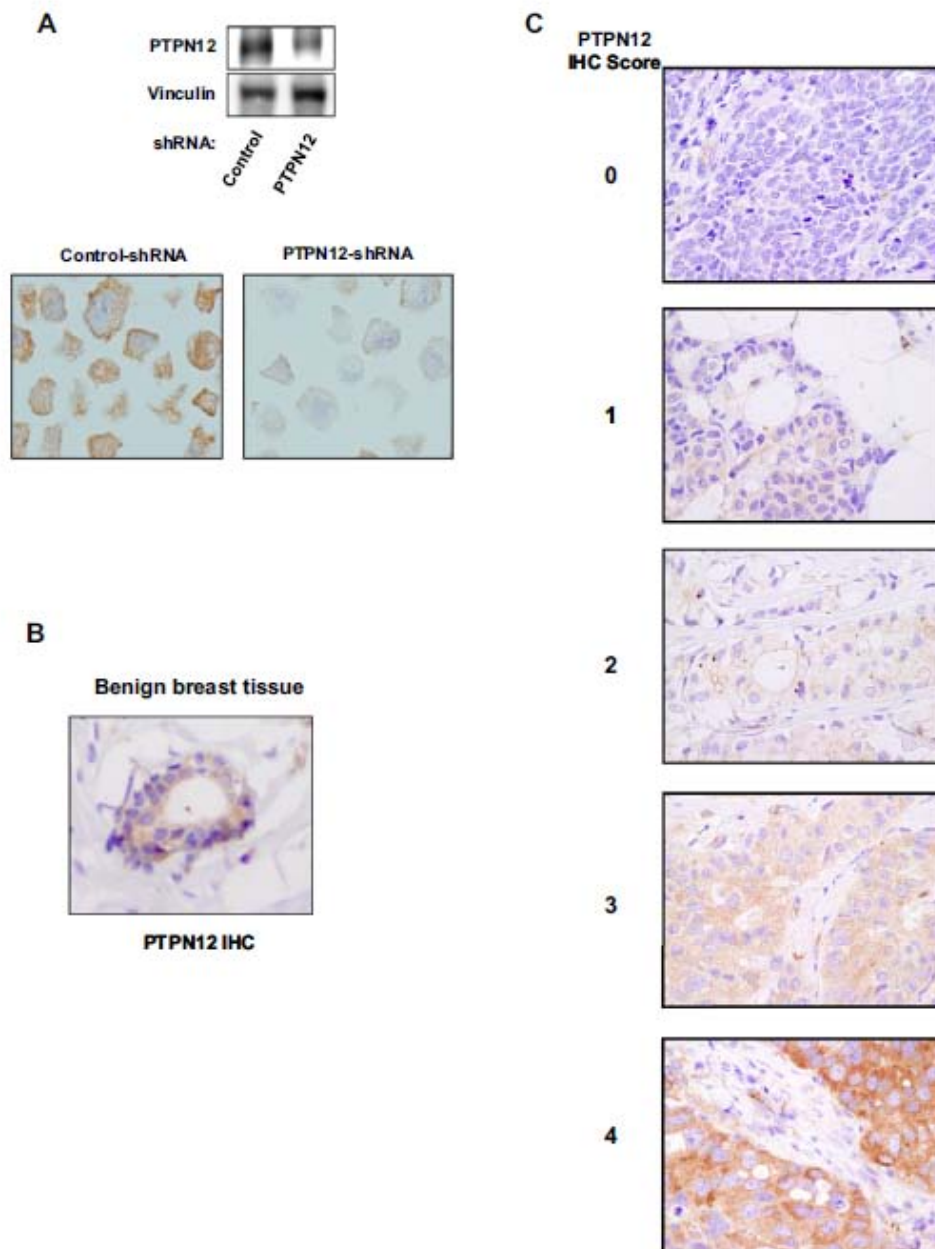 A
PTPN12
Vinculin
shRNA:
Control
PTPN12
Control-shRNA
PTPN12-shRNA
B
Benign breast tissue
PTPN12 IHC
C
PTPN12
IHC Score
0
1
2
3
4